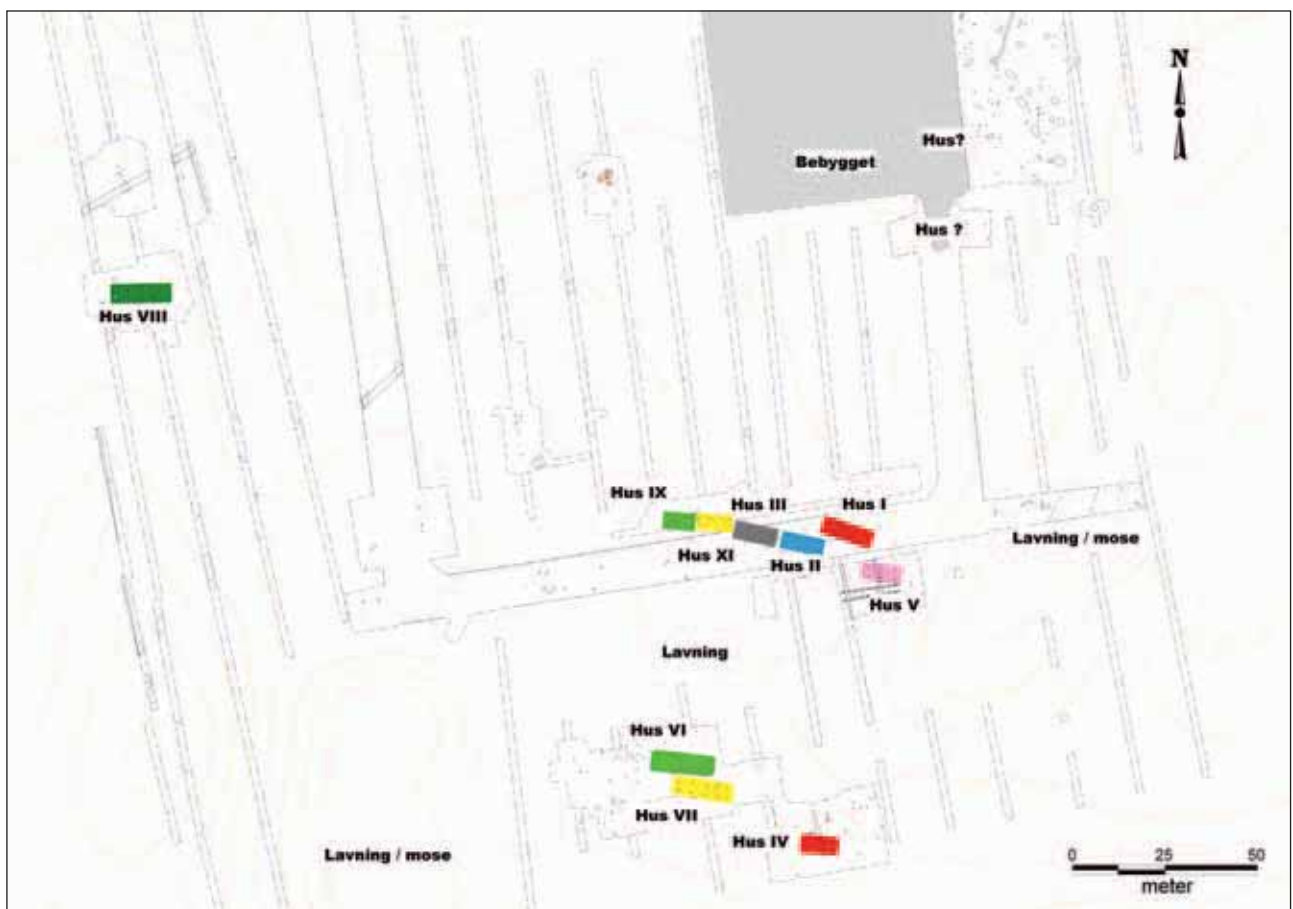 N
Hus?
Bebygget
Hus ?
Hus VIII
Hus IX
Hus III
Hus I
Hus XI
Hus II
Lavning / mose
Hus V
Lavning
Hus VI
Hus VII
Hus IV
Lavning / mose
0 25 50
meter